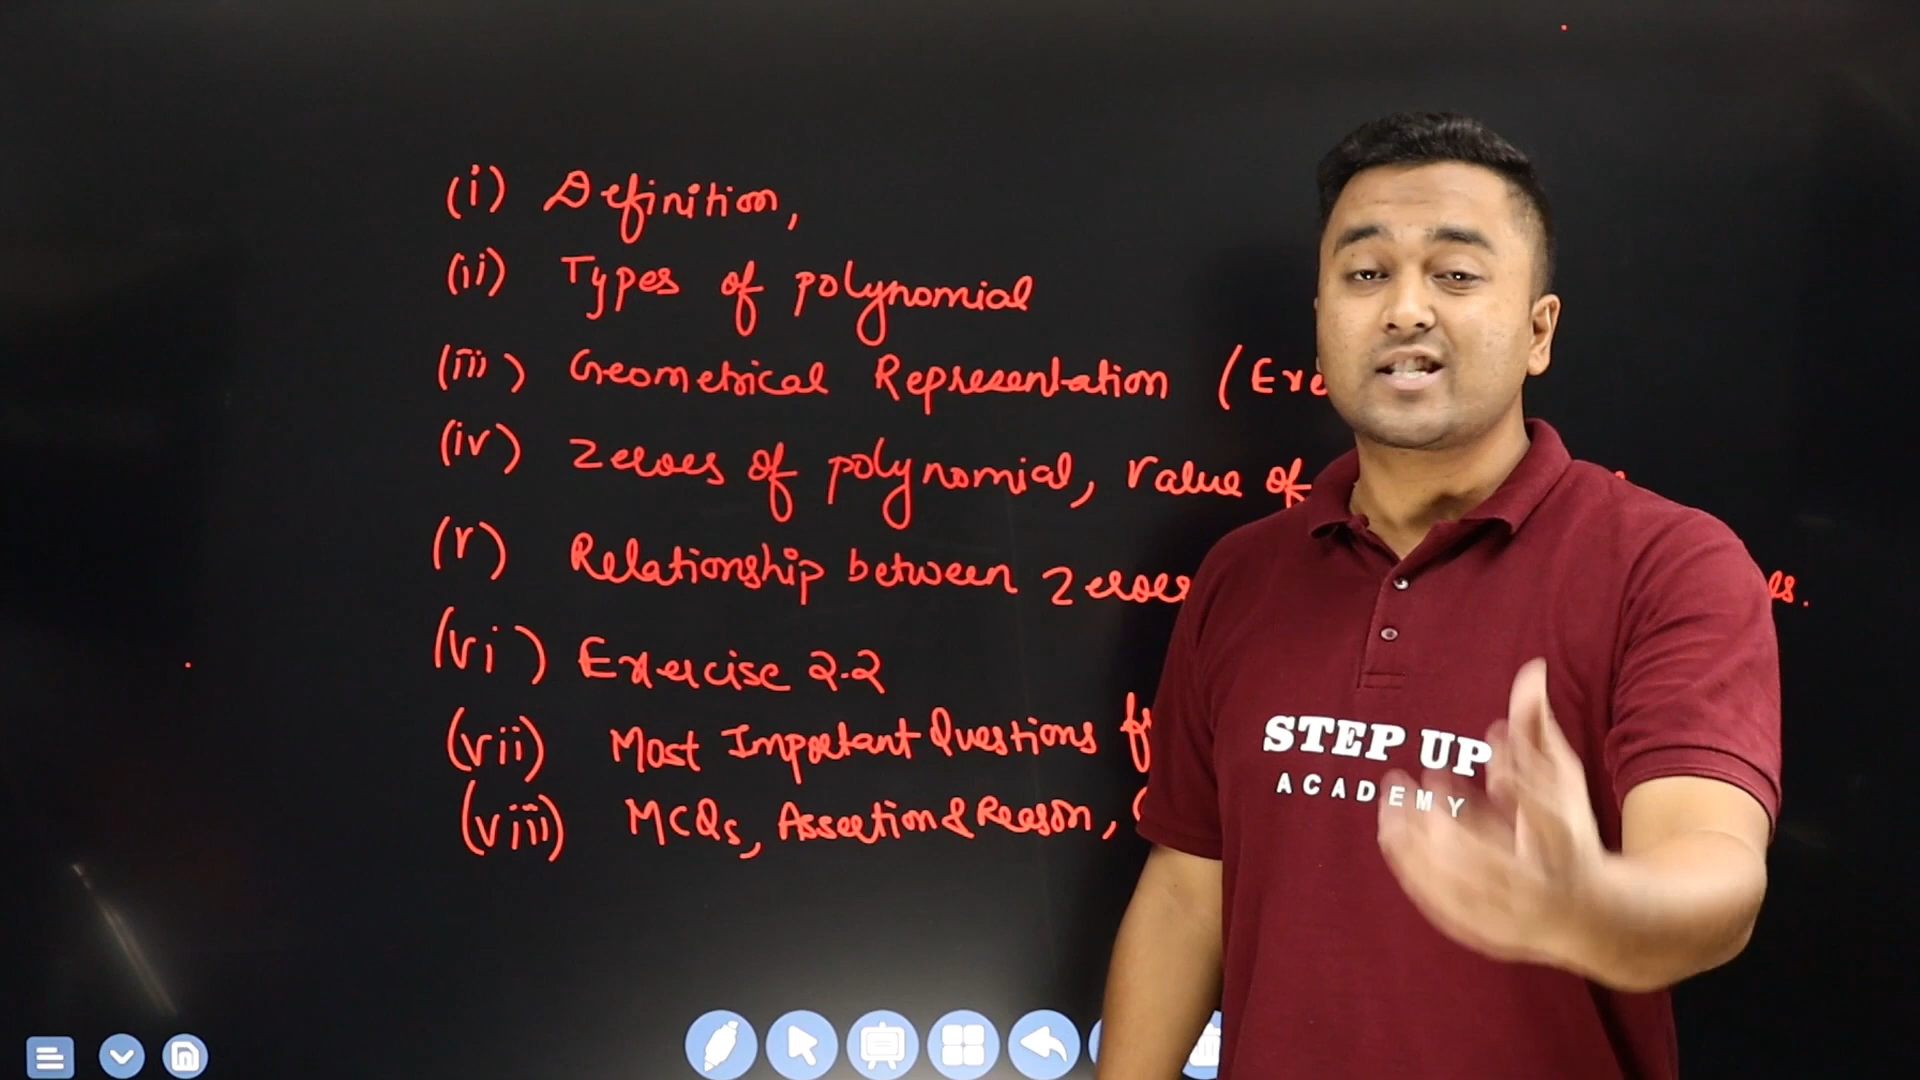 (i) Definition,
(ii) Types of polynomial
(iii) Geometrical Representation (Exe
(iv) Zeroes of polynomial, Value of
(v) Relationship between Zeroes
(vi) Exercise 2.2
(vii) Most Important Questions
(viii) MCQs, Assertion & Reason,
STEP UP
ACADEMY